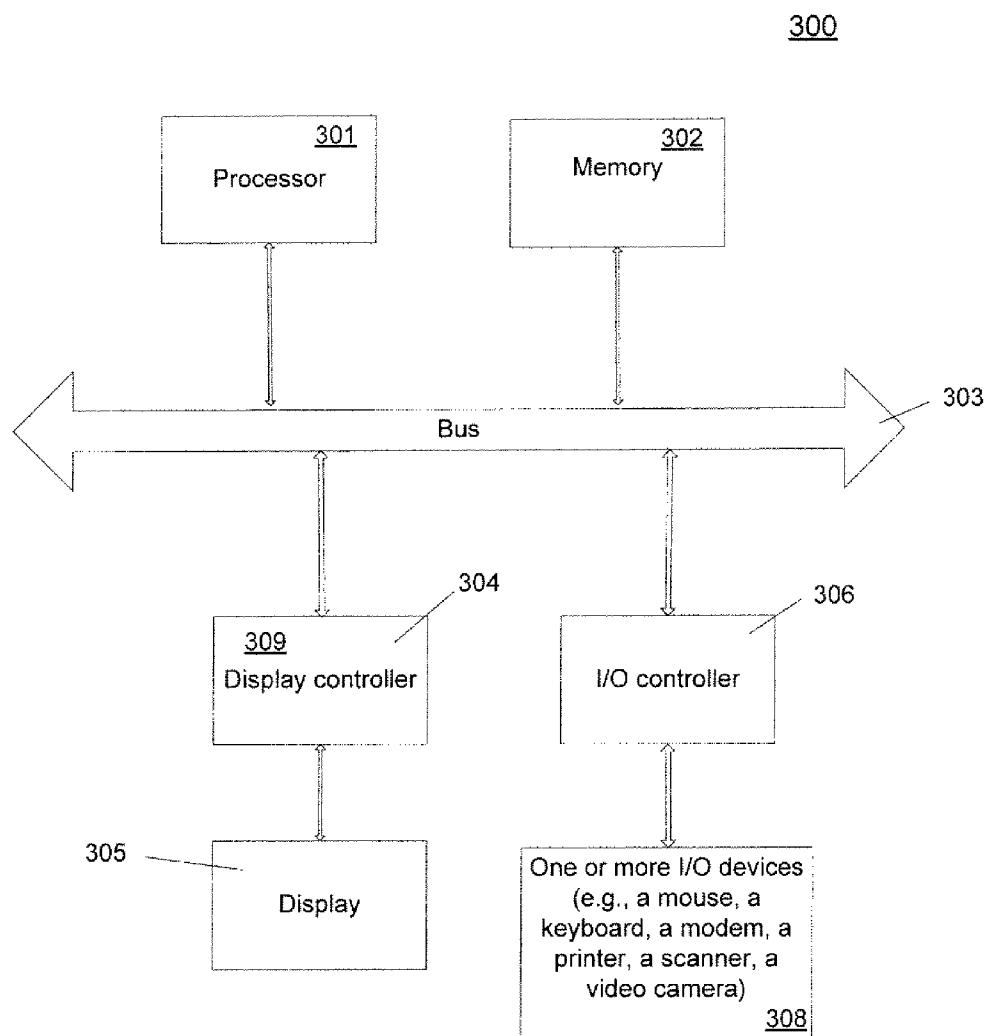 300
301
Processor
302
Memory
Bus
303
304
309
Display controller
306
I/O controller
305
Display
One or more I/O devices
(e.g., a mouse, a
keyboard, a modem, a
printer, a scanner, a
video camera)
308